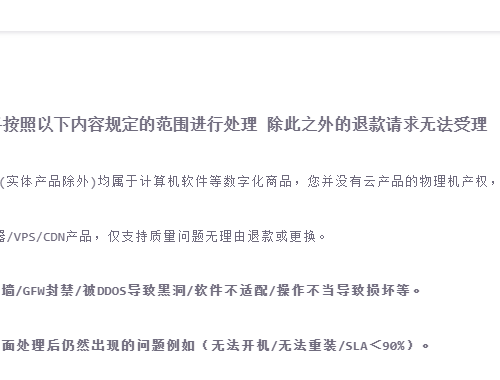 按照以下内容规定的范围进行处理 除此之外的退款请求无法受理
(实体产品除外)均属于计算机软件等数字化商品，您并没有云产品的物理机产权，
器/VPS/CDN产品，仅支持质量问题无理由退款或更换。
墙/GFW封禁/被DDOS导致黑洞/软件不适配/操作不当导致损坏等。
面处理后仍然出现的问题例如（无法开机/无法重装/SLA＜90%）。